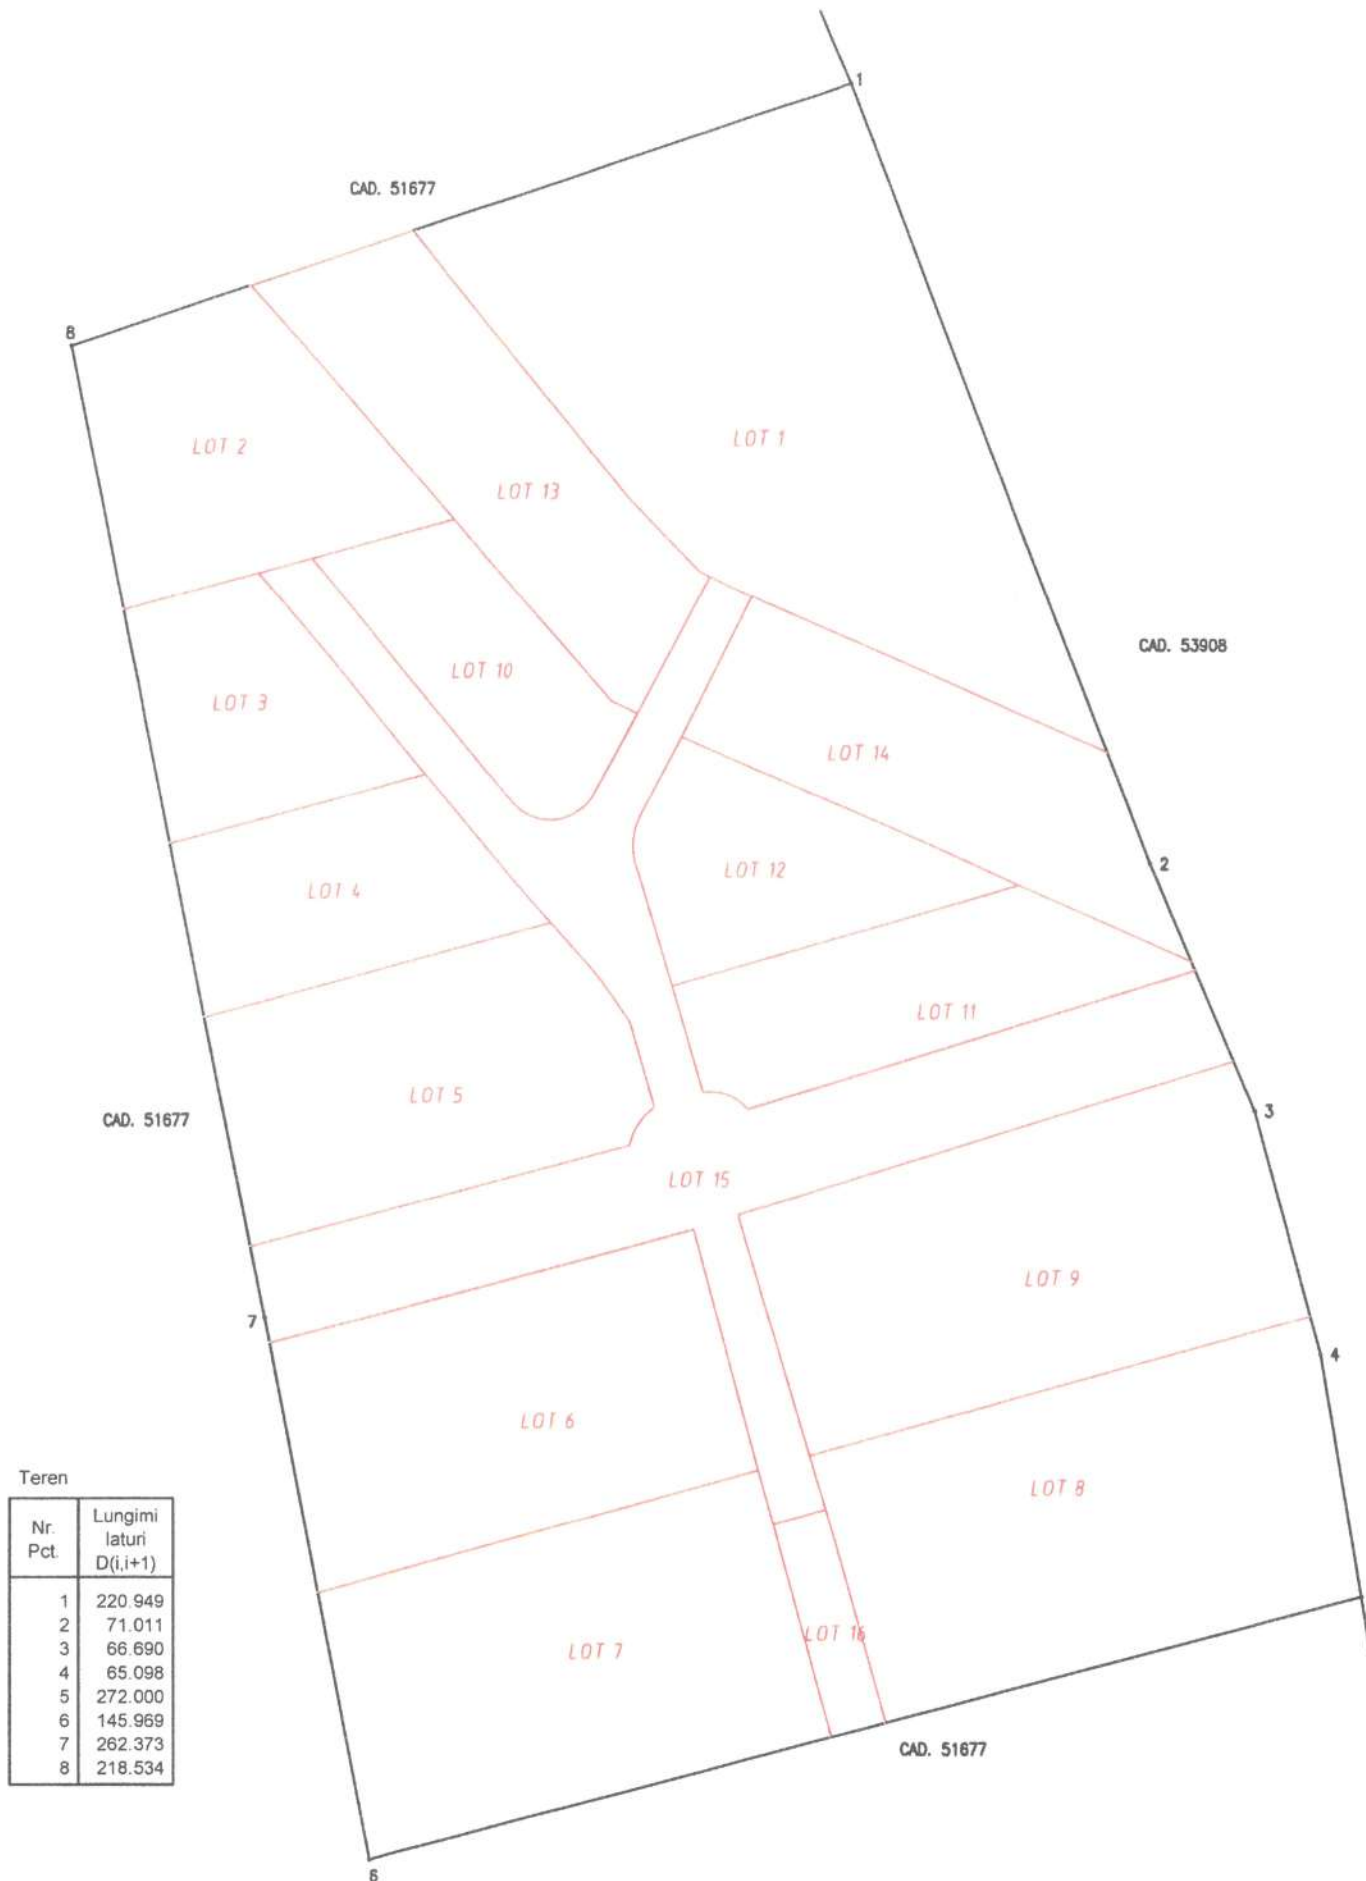 1
CAD. 51677
8
LOT 2
LOT 1
LOT 13
CAD. 53908
LOT 10
LOT 3
LOT 14
2
LOT 12
LOT 4
LOT 11
LOT 5
3
CAD. 51677
LOT 15
LOT 9
7
4
LOT 6
Teren
LOT 8
Nr. Pct.
Lungimi laturi D(i,i+1)
1 220.949
2 71.011
3 66.690
4 65.098
5 272.000
6 145.969
7 262.373
8 218.534
LOT 16
LOT 7
CAD. 51677
6